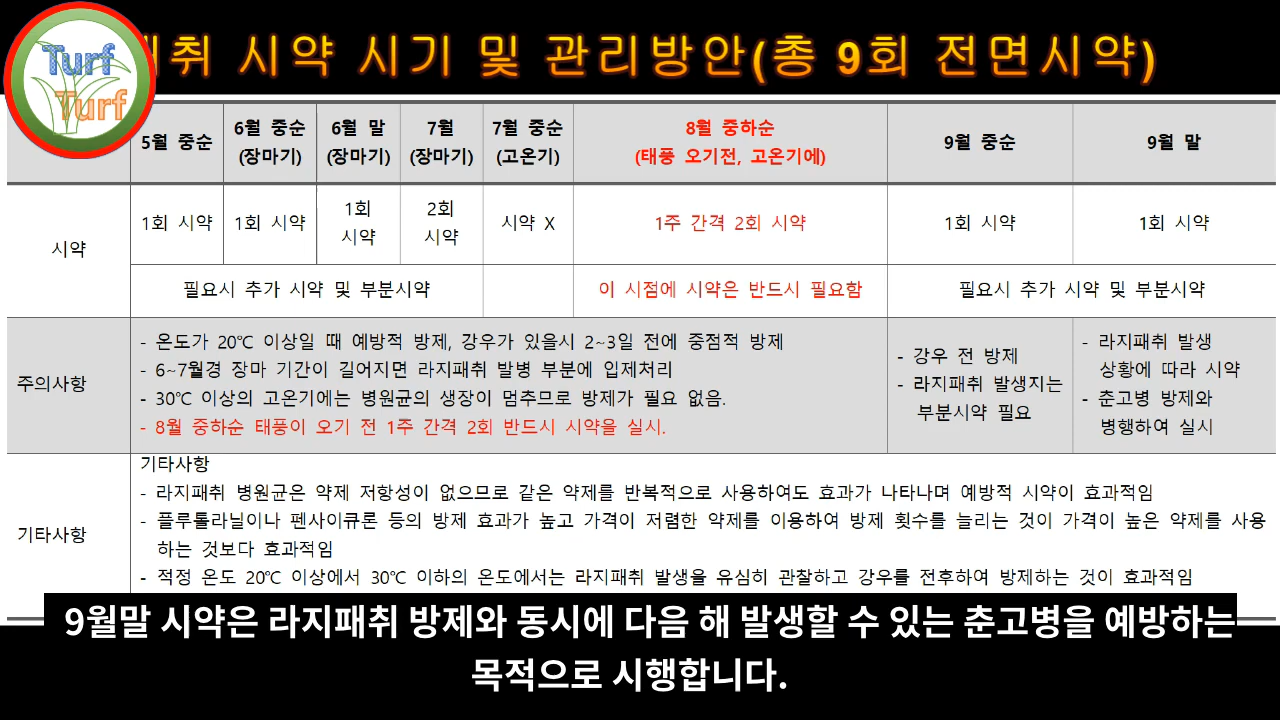 Turf
Turf
취 시약 시기 및 관리방안(총 9회 전면시약)
5월 중순
6월 중순
(장마기)
6월 말
(장마기)
7월
(장마기)
7월 중순
(고온기)
8월 중하순
(태풍 오기전, 고온기에)
9월 중순
9월 말
시약
1회 시약
1회 시약
1회
시약
2회
시약
시약 X
1주 간격 2회 시약
1회 시약
1회 시약
필요시 추가 시약 및 부분시약
이 시점에 시약은 반드시 필요함
필요시 추가 시약 및 부분시약
주의사항
- 온도가 20℃ 이상일 때 예방적 방제, 강우가 있을시 2~3일 전에 중점적 방제
- 6~7월경 장마 기간이 길어지면 라지패취 발병 부분에 입제처리
- 30℃ 이상의 고온기에는 병원균의 생장이 멈추므로 방제가 필요 없음.
- 8월 중하순 태풍이 오기 전 1주 간격 2회 반드시 시약을 실시.
- 강우 전 방제
- 라지패취 발생지는
부분시약 필요
- 라지패취 발생
상황에 따라 시약
- 춘고병 방제와
병행하여 실시
기타사항
기타사항
- 라지패취 병원균은 약제 저항성이 없으므로 같은 약제를 반복적으로 사용하여도 효과가 나타나며 예방적 시약이 효과적임
- 플루톨라닐이나 펜사이큐론 등의 방제 효과가 높고 가격이 저렴한 약제를 이용하여 방제 횟수를 늘리는 것이 가격이 높은 약제를 사용
하는 것보다 효과적임
- 적정 온도 20℃ 이상에서 30℃ 이하의 온도에서는 라지패취 발생을 유심히 관찰하고 강우를 전후하여 방제하는 것이 효과적임
9월말 시약은 라지패취 방제와 동시에 다음 해 발생할 수 있는 춘고병을 예방하는
목적으로 시행합니다.